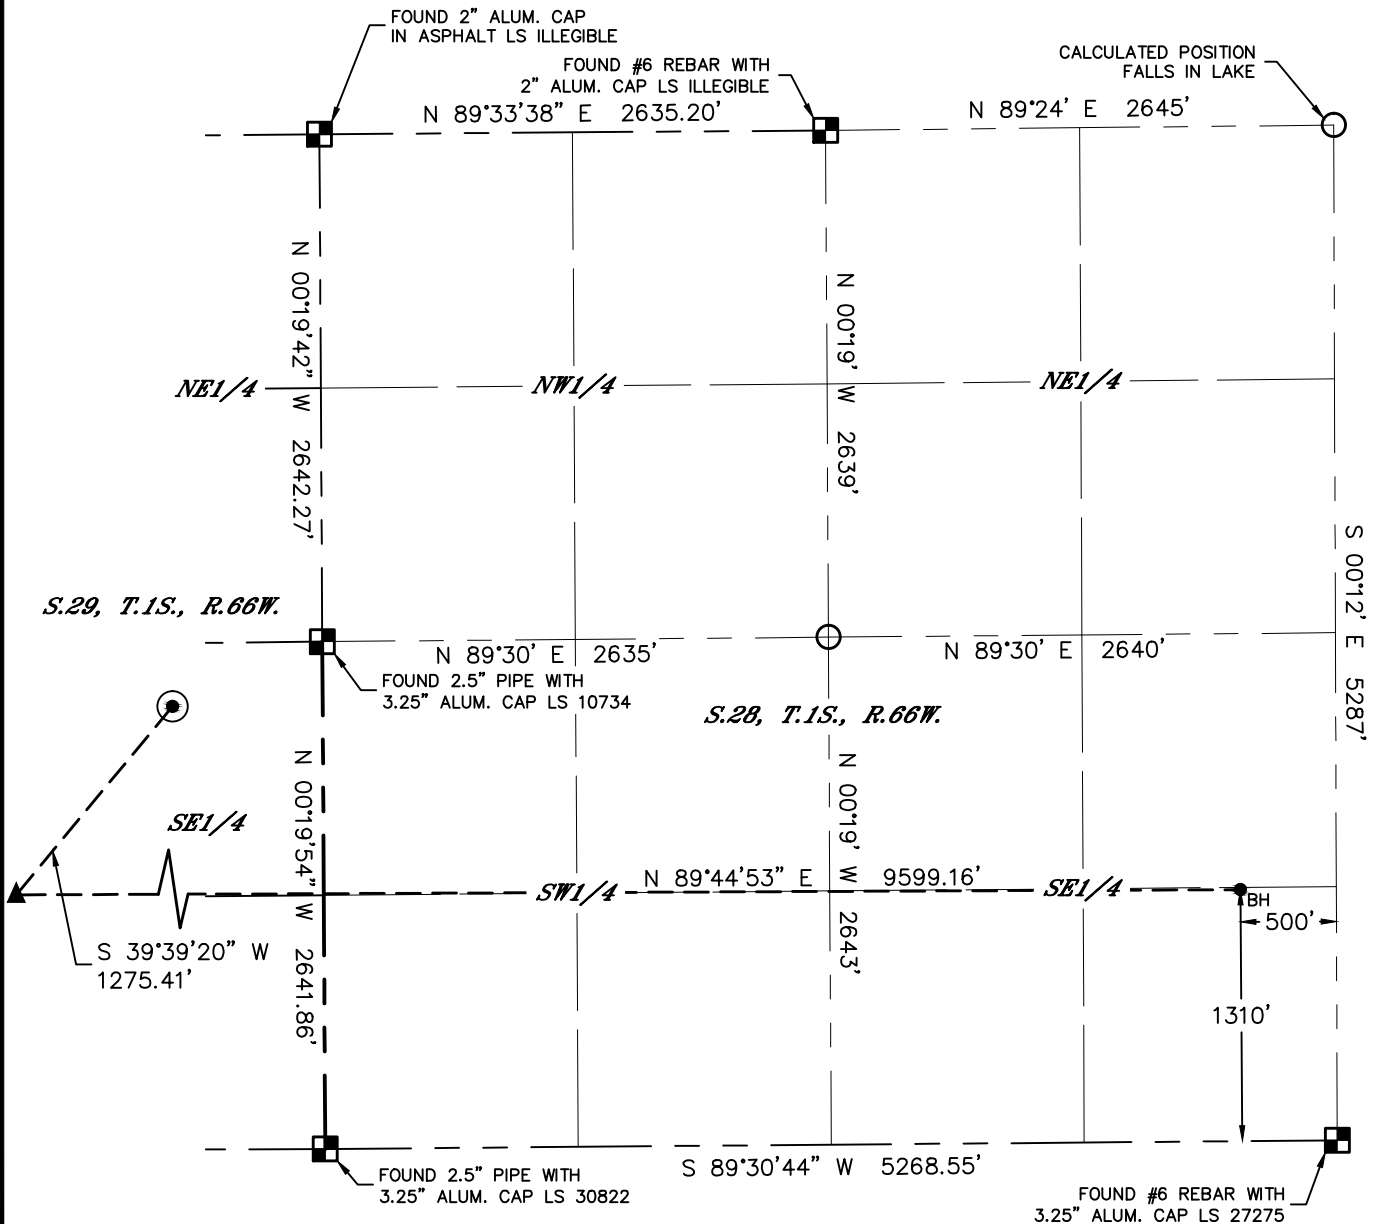 FOUND 2" ALUM. CAP
IN ASPHALT LS ILLEGIBLE
FOUND #6 REBAR WITH
2" ALUM. CAP LS ILLEGIBLE
CALCULATED POSITION
FALLS IN LAKE
N 89°33'38" E 2635.20'
N 89°24' E 2645'
N 00°19'42" W 2642.27'
N 00°19' W 2639'
NE1/4
NW1/4
NE1/4
S 00°12' E 5287'
S.29, T.1S., R.66W.
N 89°30' E 2635'
N 89°30' E 2640'
FOUND 2.5" PIPE WITH
3.25" ALUM. CAP LS 10734
S.28, T.1S., R.66W.
N 00°19'54" W 2641.86'
N 00°19' W 2643'
SE1/4
SW1/4
N 89°44'53" E 9599.16'
SE1/4
BH
500'
S 39°39'20" W
1275.41'
1310'
S 89°30'44" W 5268.55'
FOUND 2.5" PIPE WITH
3.25" ALUM. CAP LS 30822
FOUND #6 REBAR WITH
3.25" ALUM. CAP LS 27275